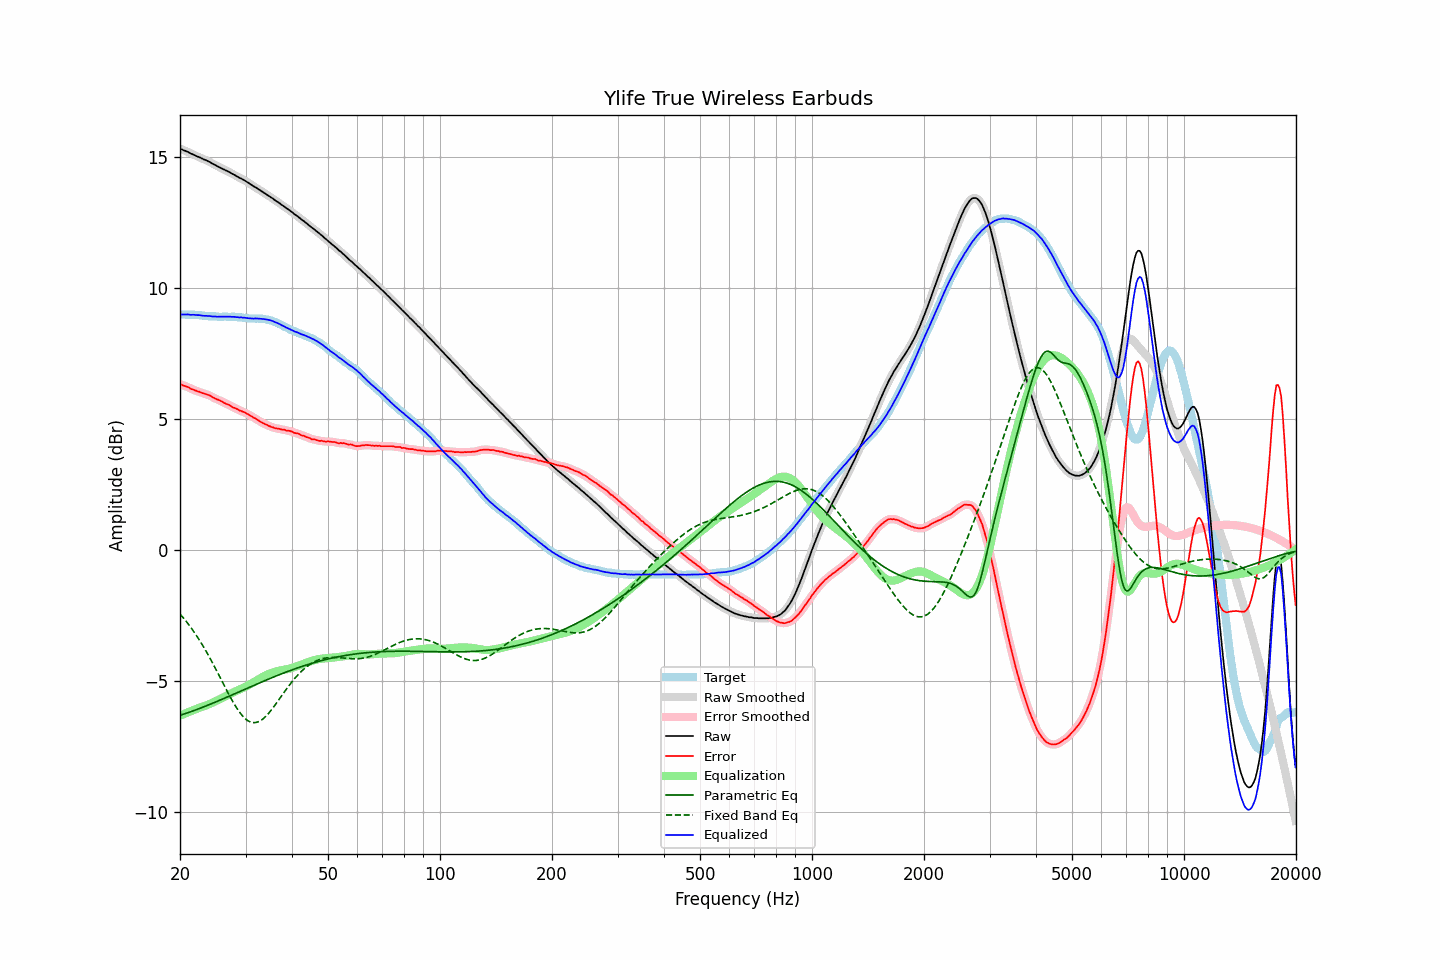 Ylife True Wireless Earbuds
Amplitude (dBr)
15
10
5
0
−5
−10
Target
Raw Smoothed
Error Smoothed
Raw
Error
Equalization
Parametric Eq
Fixed Band Eq
Equalized
20 50 100 200 500 1000 2000 5000 10000 20000
Frequency (Hz)